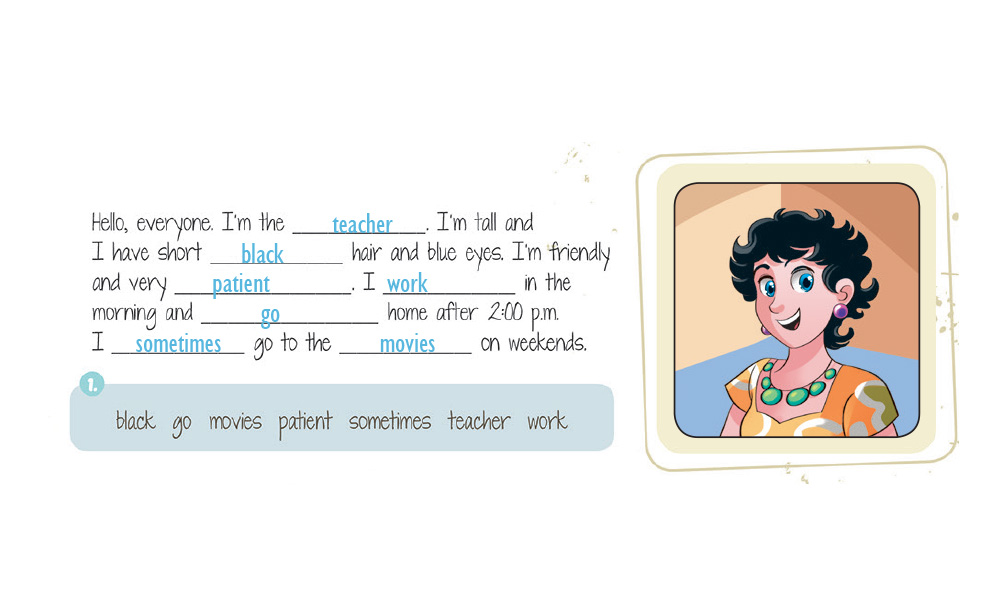 Hello, everyone. I'm the teacher. I'm tall and
I have short black hair and blue eyes. I'm friendly
and very patient. I work in the
morning and go home after 2:00 p.m.
I sometimes go to the movies on weekends.
1.
black go movies patient sometimes teacher work